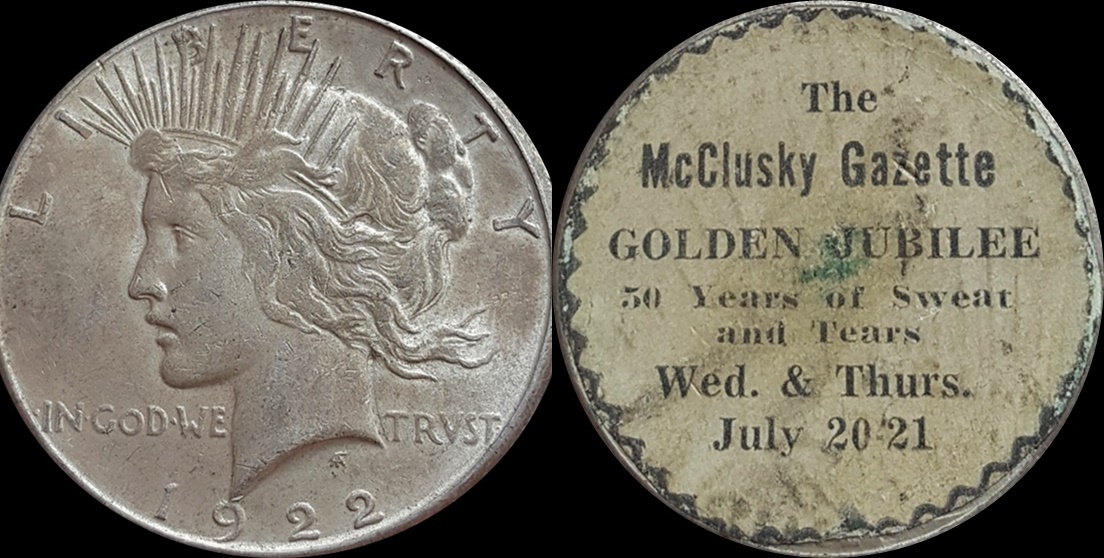 LIBERTY
IN·GOD·WE TRVST
1922
The
McClusky Gazette
GOLDEN JUBILEE
50 Years of Sweat
and Tears
Wed. & Thurs.
July 20-21